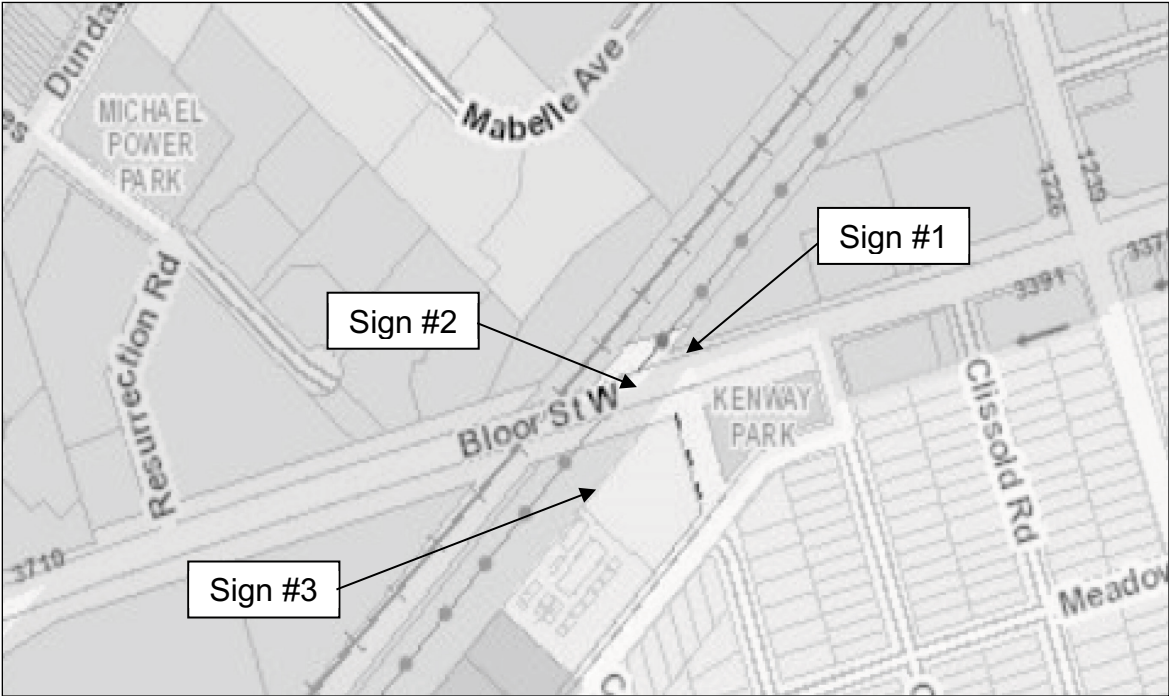 Mabelle Ave
MICHAEL
POWER
PARK
1226
1239
Sign #1
337
3391
Sign #2
Resurrection Rd
Bloor St W
KENWAY
PARK
Clissold Rd
3710
Sign #3
Meadow